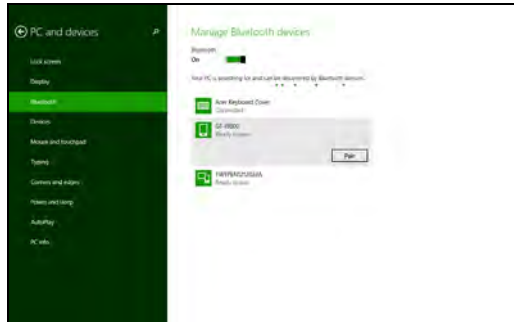 PC and devices
Lock screen
Display
Bluetooth
Devices
Mouse and touchpad
Typing
Corners and edges
Power and sleep
AutoPlay
PC info
Manage Bluetooth devices
Bluetooth
On
Your PC is searching for and can be discovered by Bluetooth devices.
Acer Keyboard Cover
Connected
Ready to pair
Pair
Ready to pair